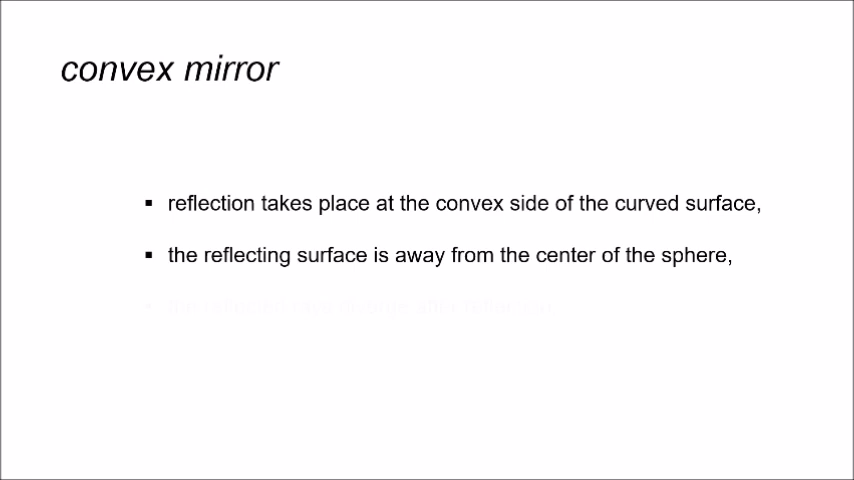 convex mirror
▪ reflection takes place at the convex side of the curved surface,
▪ the reflecting surface is away from the center of the sphere,